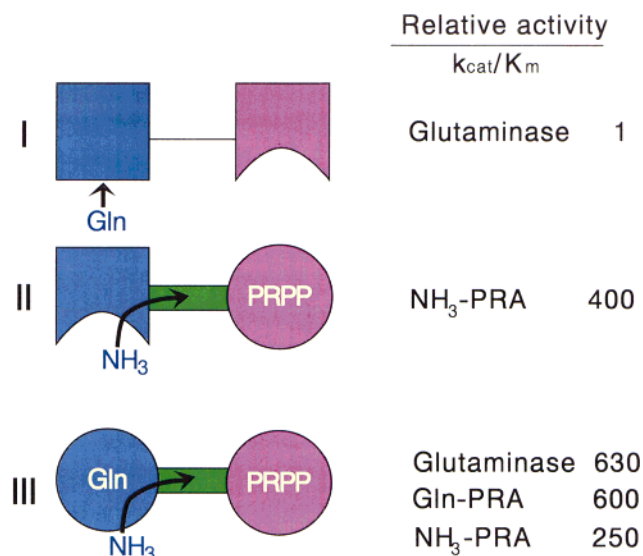 Relative activity
kcat/Km
I
Glutaminase 1
Gln
II
PRPP
NH3-PRA 400
NH3
III
Gln
PRPP
Glutaminase 630
Gln-PRA 600
NH3-PRA 250
NH3